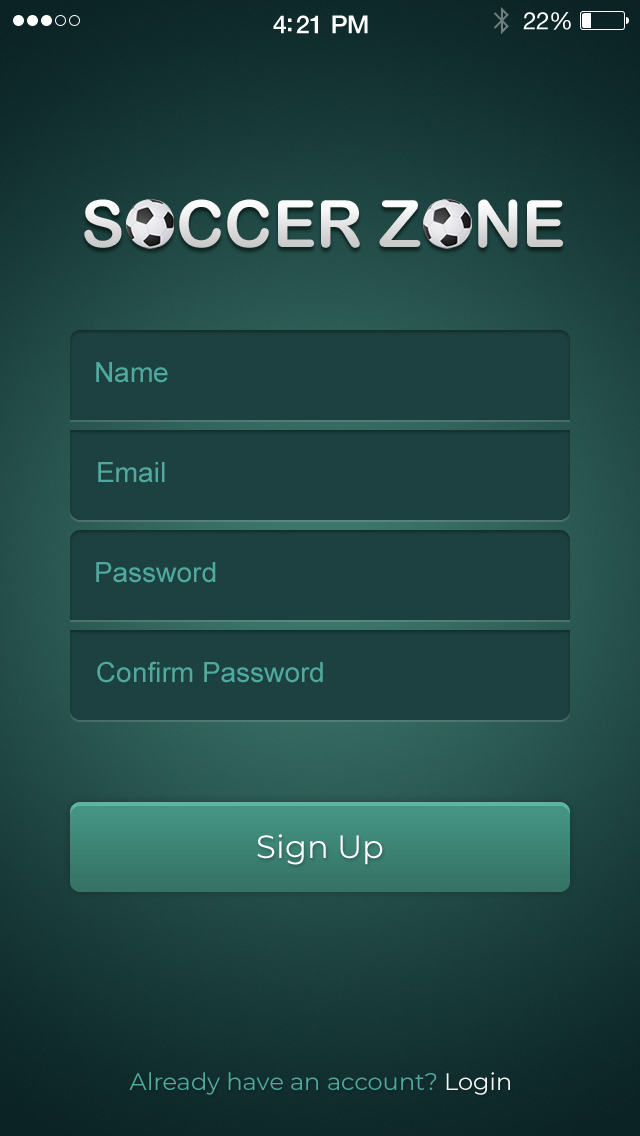 4:21 PM 22%
SOCCER ZONE
Name
Email
Password
Confirm Password
Sign Up
Already have an account? Login